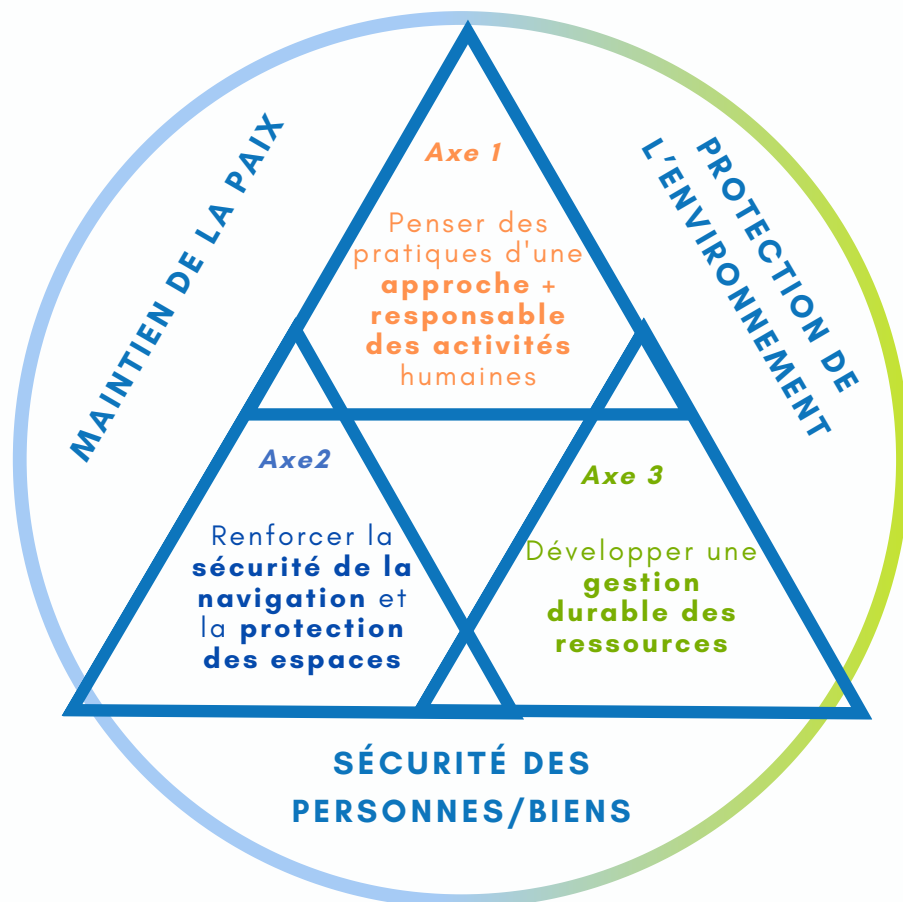 MAINTIEN DE LA PAIX
PROTECTION DE
L'ENVIRONNEMENT
Axe 1
Penser des
pratiques d'une
approche +
responsable
des activités
humaines
Axe2
Renforcer la
sécurité de la
navigation et
la protection
des espaces
Axe 3
Développer une
gestion
durable des
ressources
SÉCURITÉ DES
PERSONNES/BIENS